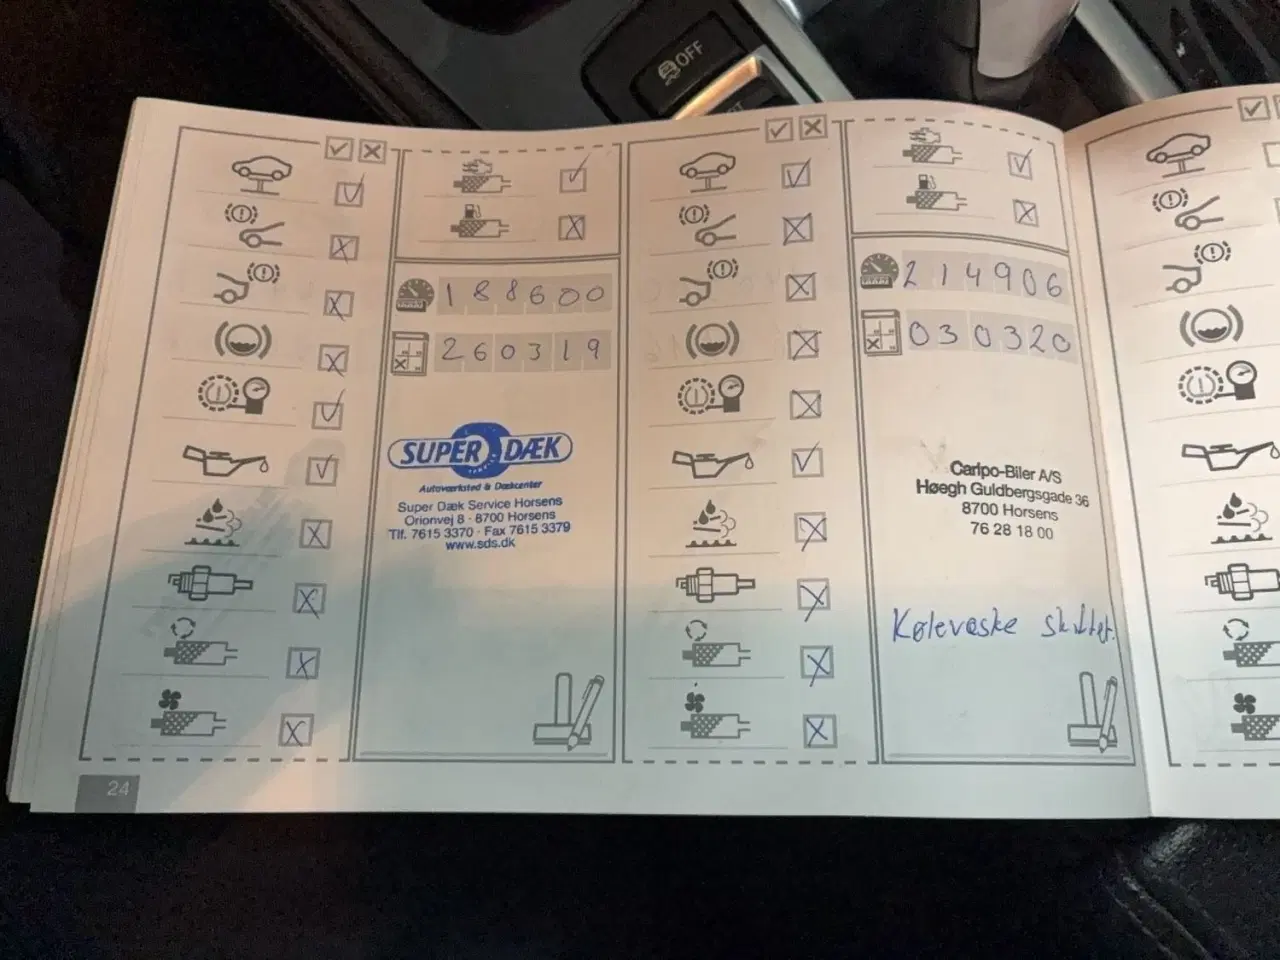 OFF
188600
260319
SUPER DÆK
Autoværksted & Dækcenter
Super Dæk Service Horsens
Orionvej 8 · 8700 Horsens
Tlf. 7615 3370 · Fax 7615 3379
www.sds.dk
214906
030320
Carlpo-Biler A/S
Høegh Guldbergsgade 36
8700 Horsens
76 28 18 00
Kølevæske skiftet.
24